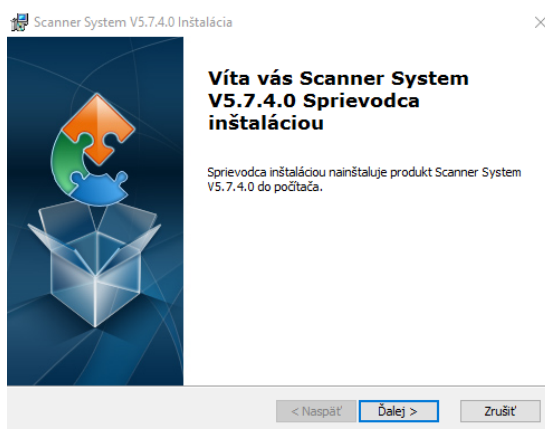 Scanner System V5.7.4.0 Inštalácia
Víta vás Scanner System
V5.7.4.0 Sprievodca
inštaláciou
Sprievodca inštaláciou nainštaluje produkt Scanner System
V5.7.4.0 do počítača.
< Naspäť
Ďalej >
Zrušiť